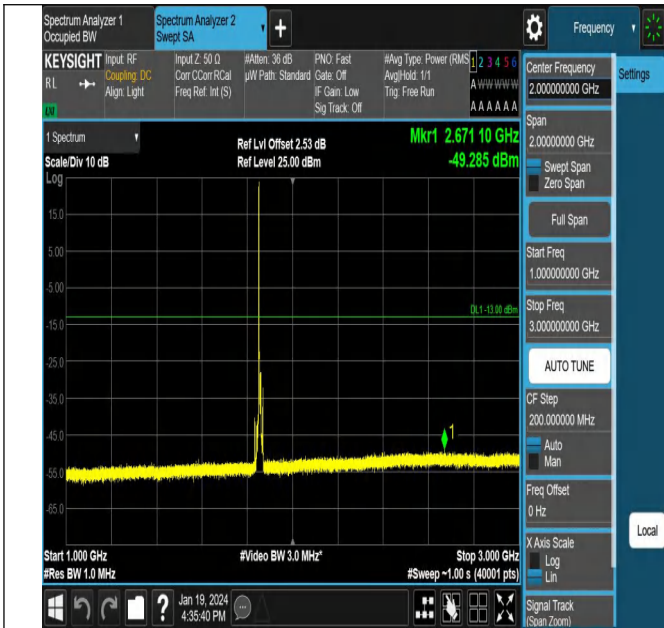 Spectrum Analyzer 1
Occupied BW
Spectrum Analyzer 2
Swept SA
Frequency
KEYSIGHT
RL
LXI
Input: RF
Coupling: DC
Align: Light
Input Z: 50 Ω
Corr CCorr RCal
Freq Ref: Int (S)
#Atten: 36 dB
µW Path: Standard
PNO: Fast
Gate: Off
IF Gain: Low
Sig Track: Off
#Avg Type: Power (RMS
Avg|Hold: 1/1
Trig: Free Run
1 2 3 4 5 6
A W W W W W
A A A A A A
Center Frequency
2.000000000 GHz
Settings
Span
2.00000000 GHz
Swept Span
Zero Span
Full Span
Start Freq
1.000000000 GHz
Stop Freq
3.000000000 GHz
AUTO TUNE
CF Step
200.000000 MHz
Auto
Man
Freq Offset
0 Hz
X Axis Scale
Log
Lin
Signal Track
(Span Zoom)
Local
1 Spectrum
Scale/Div 10 dB
Log
Ref Lvl Offset 2.53 dB
Ref Level 25.00 dBm
Mkr1 2.671 10 GHz
-49.285 dBm
15.0
5.00
-5.00
DL1 -13.00 dBm
-15.0
-25.0
-35.0
-45.0
1
-55.0
-65.0
Start 1.000 GHz
#Video BW 3.0 MHz*
Stop 3.000 GHz
#Res BW 1.0 MHz
#Sweep ~1.00 s (40001 pts)
Jan 19, 2024
4:35:40 PM